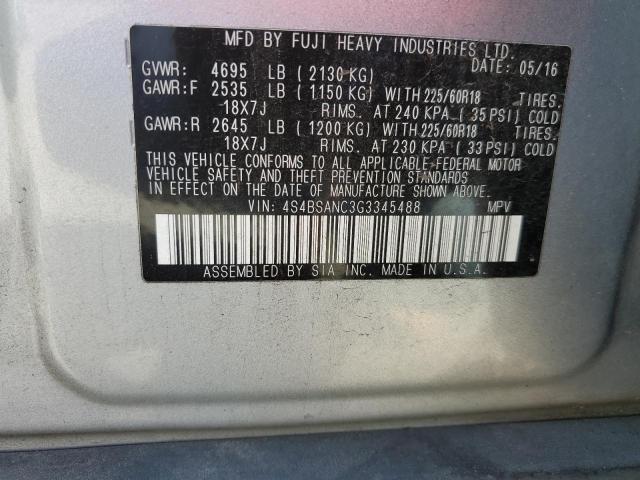 MFD BY FUJI HEAVY INDUSTRIES LTD.
DATE: 05/16
GVWR: 4695 LB ( 2130 KG)
GAWR:F 2535 LB ( 1150 KG) WITH 225/60R18 TIRES.
18X7J RIMS. AT 240 KPA ( 35 PSI) COLD
GAWR:R 2645 LB ( 1200 KG) WITH 225/60R18 TIRES.
18X7J RIMS. AT 230 KPA ( 33 PSI) COLD
THIS VEHICLE CONFORMS TO ALL APPLICABLE FEDERAL MOTOR
VEHICLE SAFETY AND THEFT PREVENTION STANDARDS
IN EFFECT ON THE DATE OF MANUFACTURE SHOWN ABOVE.
VIN: 4S4BSANC3G3345488 MPV
ASSEMBLED BY SIA INC. MADE IN U.S.A.